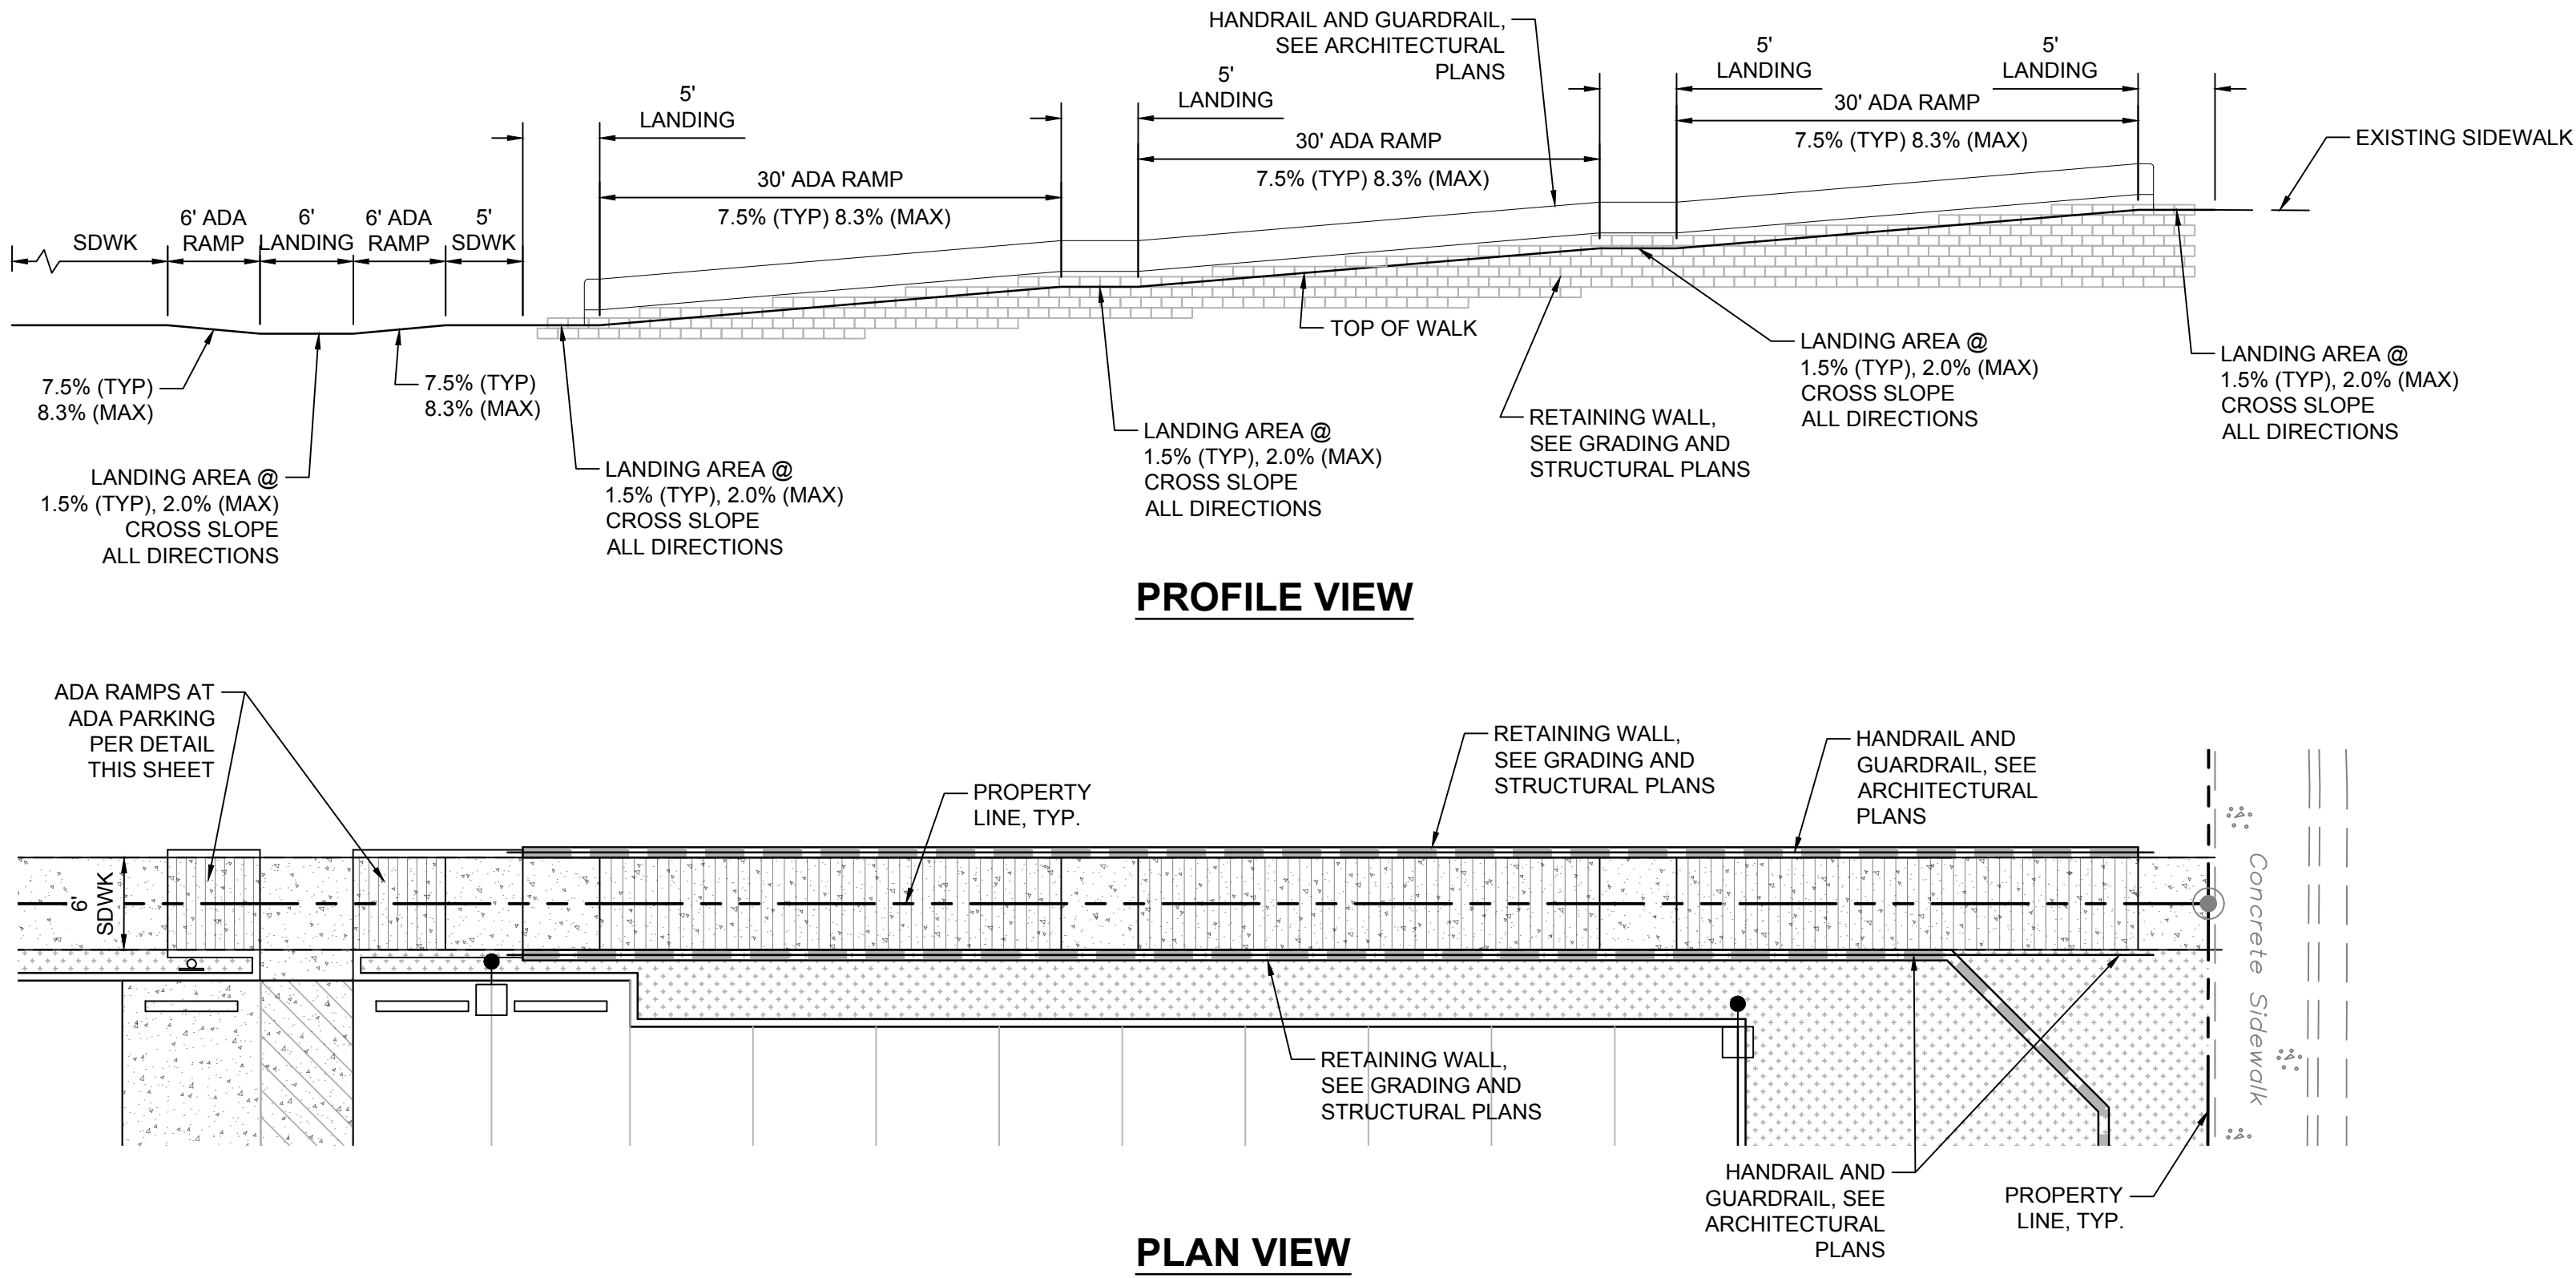 HANDRAIL AND GUARDRAIL,
SEE ARCHITECTURAL
PLANS
5'
LANDING
5'
LANDING
5'
LANDING
5'
LANDING
30' ADA RAMP
7.5% (TYP) 8.3% (MAX)
30' ADA RAMP
7.5% (TYP) 8.3% (MAX)
30' ADA RAMP
7.5% (TYP) 8.3% (MAX)
EXISTING SIDEWALK
SDWK
6' ADA
RAMP
6'
LANDING
6' ADA
RAMP
5'
SDWK
7.5% (TYP)
8.3% (MAX)
7.5% (TYP)
8.3% (MAX)
TOP OF WALK
LANDING AREA @
1.5% (TYP), 2.0% (MAX)
CROSS SLOPE
ALL DIRECTIONS
LANDING AREA @
1.5% (TYP), 2.0% (MAX)
CROSS SLOPE
ALL DIRECTIONS
LANDING AREA @
1.5% (TYP), 2.0% (MAX)
CROSS SLOPE
ALL DIRECTIONS
RETAINING WALL,
SEE GRADING AND
STRUCTURAL PLANS
LANDING AREA @
1.5% (TYP), 2.0% (MAX)
CROSS SLOPE
ALL DIRECTIONS
LANDING AREA @
1.5% (TYP), 2.0% (MAX)
CROSS SLOPE
ALL DIRECTIONS
PROFILE VIEW
ADA RAMPS AT
ADA PARKING
PER DETAIL
THIS SHEET
PROPERTY
LINE, TYP.
RETAINING WALL,
SEE GRADING AND
STRUCTURAL PLANS
HANDRAIL AND
GUARDRAIL, SEE
ARCHITECTURAL
PLANS
6'
SDWK
Concrete Sidewalk
RETAINING WALL,
SEE GRADING AND
STRUCTURAL PLANS
HANDRAIL AND
GUARDRAIL, SEE
ARCHITECTURAL
PLANS
PROPERTY
LINE, TYP.
PLAN VIEW